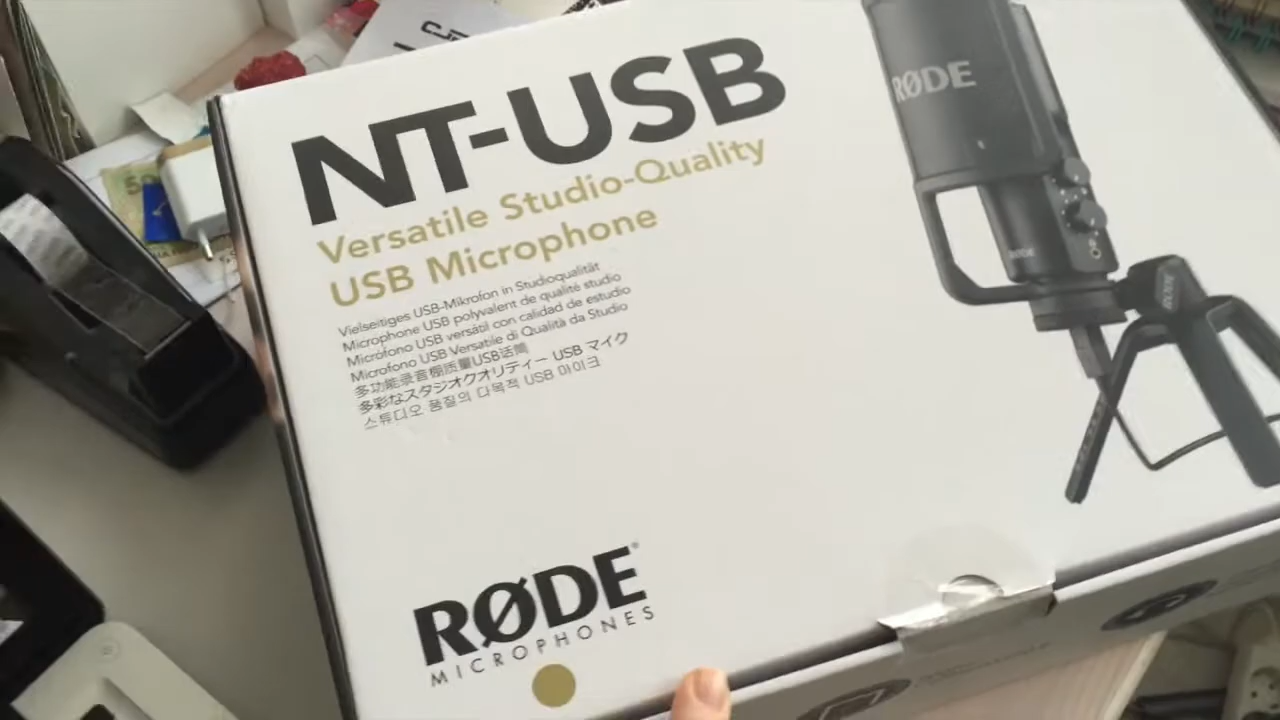 NT-USB
Versatile Studio-Quality
USB Microphone
Vielseitiges USB-Mikrofon in Studioqualität
Microphone USB polyvalent de qualité studio
Micrófono USB versátil con calidad de estudio
Microfono USB Versatile di Qualità da Studio
多功能录音棚质量USB话筒
多彩なスタジオクオリティー USB マイク
스튜디오 품질의 다목적 USB 마이크
RØDE
RØDE
RØDE®
MICROPHONES